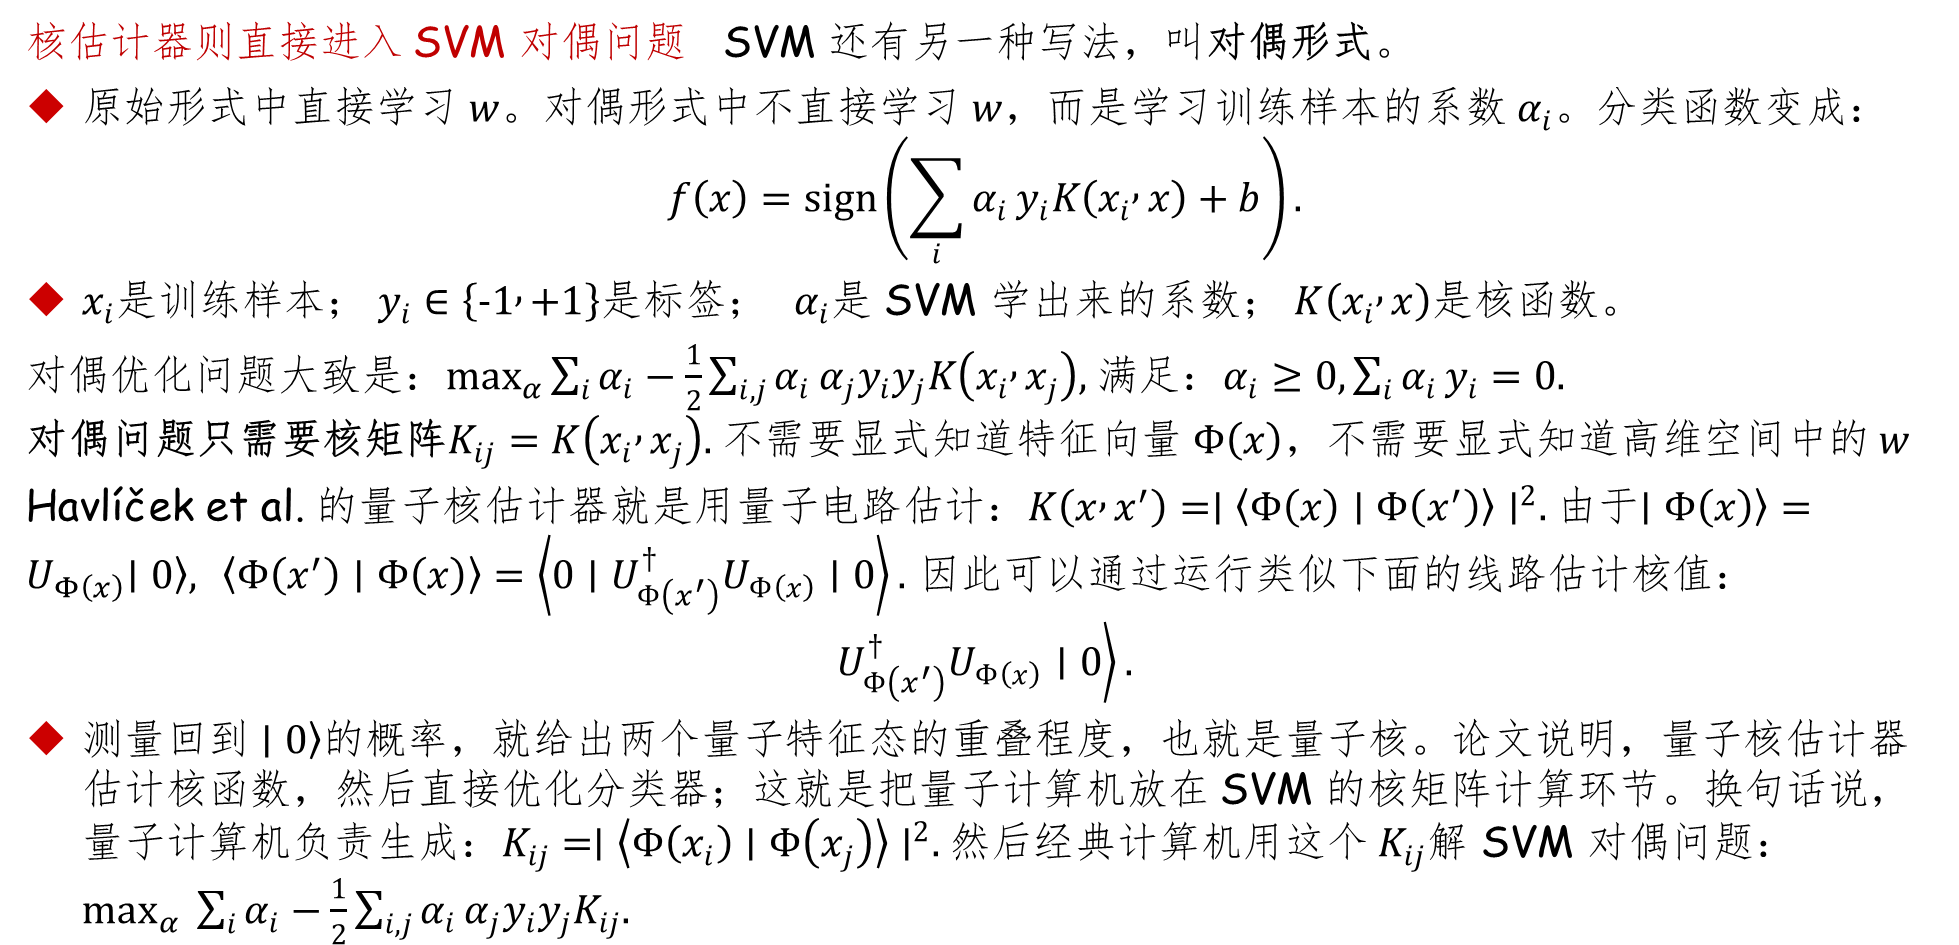 核估计器则直接进入 SVM 对偶问题 SVM 还有另一种写法，叫对偶形式。
◆ 原始形式中直接学习 w。对偶形式中不直接学习 w，而是学习训练样本的系数 α_i。分类函数变成：
f(x) = sign(∑_i α_i y_i K(x_i, x) + b).
◆ x_i是训练样本； y_i ∈ {-1, +1}是标签； α_i是 SVM 学出来的系数； K(x_i, x)是核函数。
对偶优化问题大致是：max_α ∑_i α_i − 1/2 ∑_{i,j} α_i α_j y_i y_j K(x_i, x_j), 满足：α_i ≥ 0, ∑_i α_i y_i = 0.
对偶问题只需要核矩阵K_{ij} = K(x_i, x_j). 不需要显式知道特征向量 Φ(x)，不需要显式知道高维空间中的 w
Havlíček et al. 的量子核估计器就是用量子电路估计：K(x, x′) =| ⟨Φ(x) | Φ(x′)⟩ |². 由于| Φ(x)⟩ =
U_{Φ(x)}| 0⟩, ⟨Φ(x′) | Φ(x)⟩ = ⟨0 | U†_{Φ(x′)} U_{Φ(x)} | 0⟩. 因此可以通过运行类似下面的线路估计核值：
U†_{Φ(x′)} U_{Φ(x)} | 0⟩.
◆ 测量回到 | 0⟩的概率，就给出两个量子特征态的重叠程度，也就是量子核。论文说明，量子核估计器
估计核函数，然后直接优化分类器；这就是把量子计算机放在 SVM 的核矩阵计算环节。换句话说，
量子计算机负责生成：K_{ij} =| ⟨Φ(x_i) | Φ(x_j)⟩ |². 然后经典计算机用这个 K_{ij}解 SVM 对偶问题：
max_α ∑_i α_i − 1/2 ∑_{i,j} α_i α_j y_i y_j K_{ij}.